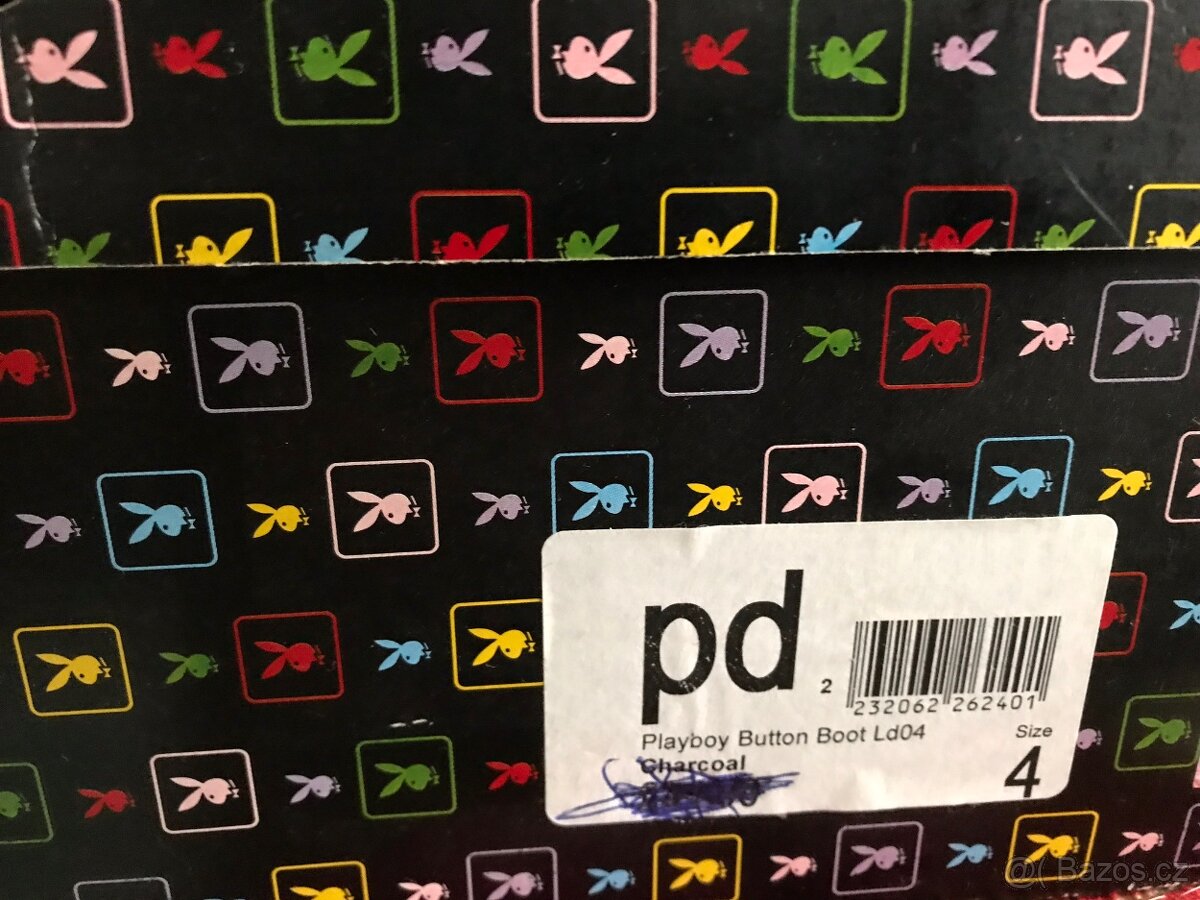 pd
2 232062 262401
Playboy Button Boot Ld04
Charcoal
Size
4
@( Bazos.cz